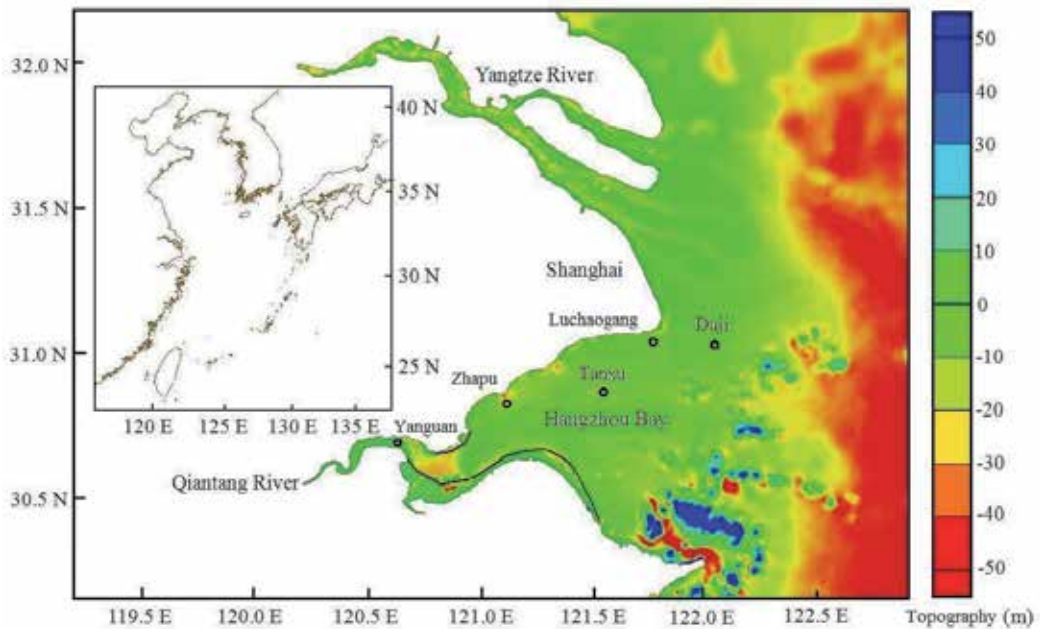 32.0 N
31.5 N
31.0 N
30.5 N
119.5 E
120.0 E
120.5 E
121.0 E
121.5 E
122.0 E
122.5 E
Yangtze River
Shanghai
Luchaogang
Daji
Tansu
Zhapu
Hangzhou Bay
Yanguan
Qiantang River
40 N
35 N
30 N
25 N
120 E
125 E
130 E
135 E
50
40
30
20
10
0
-10
-20
-30
-40
-50
Topography (m)